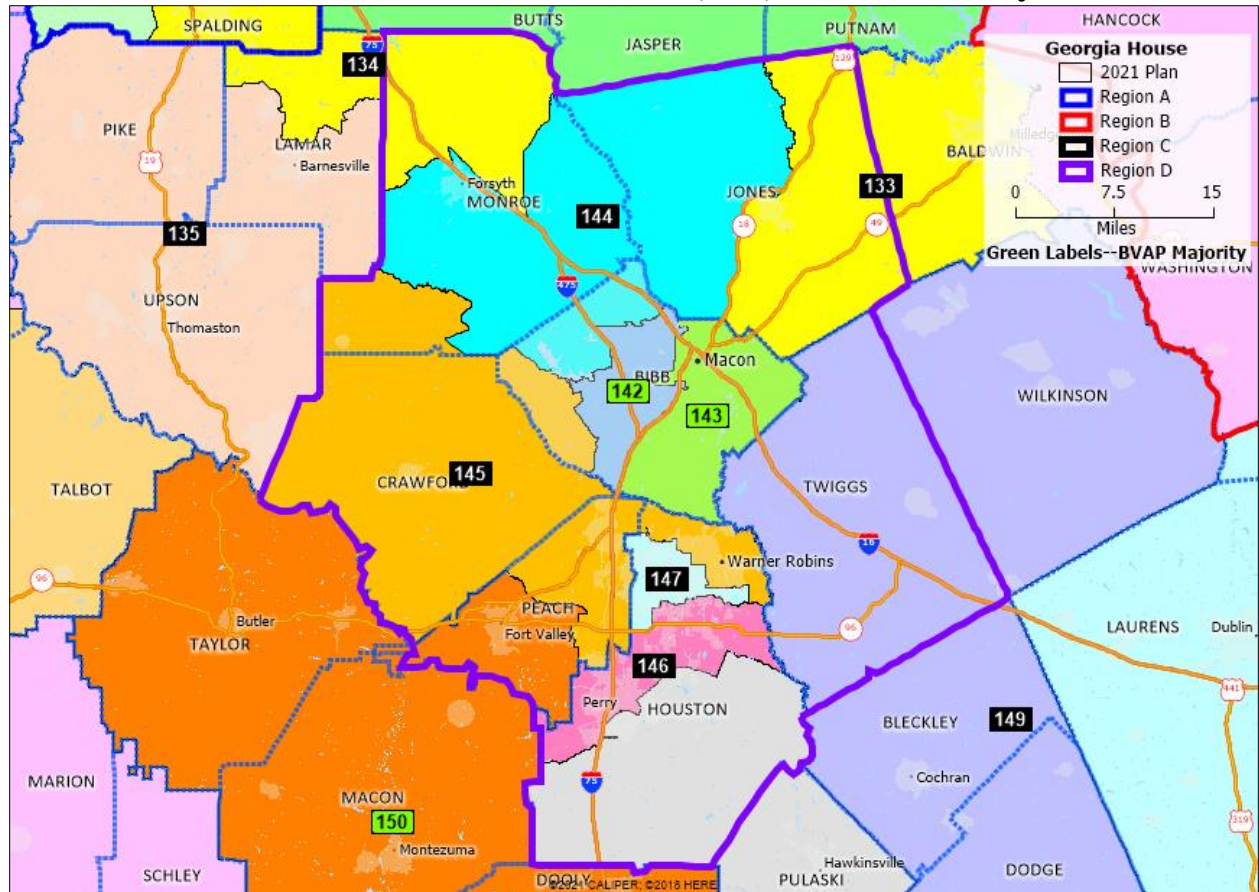 SPALDING
BUTTS
JASPER
PUTNAM
HANCOCK
Georgia House
2021 Plan
Region A
Region B
Region C
Region D
0 7.5 15
Miles
Green Labels--BVAP Majority
75
134
129
PIKE
19
LAMAR
Barnesville
Forsyth
MONROE
144
JONES
133
BALDWIN
Milledg
18
49
WASHINGTON
135
475
UPSON
Thomaston
Macon
BIBB
142
143
WILKINSON
TALBOT
CRAWFORD
145
TWIGGS
16
96
147
Warner Robins
PEACH
Fort Valley
Butler
TAYLOR
96
LAURENS
Dublin
146
441
Perry
HOUSTON
BLECKLEY
149
MARION
75
Cochran
MACON
150
319
Montezuma
SCHLEY
DOOLY
©2021 CALIPER; ©2018 HERE
Hawkinsville
PULASKI
DODGE